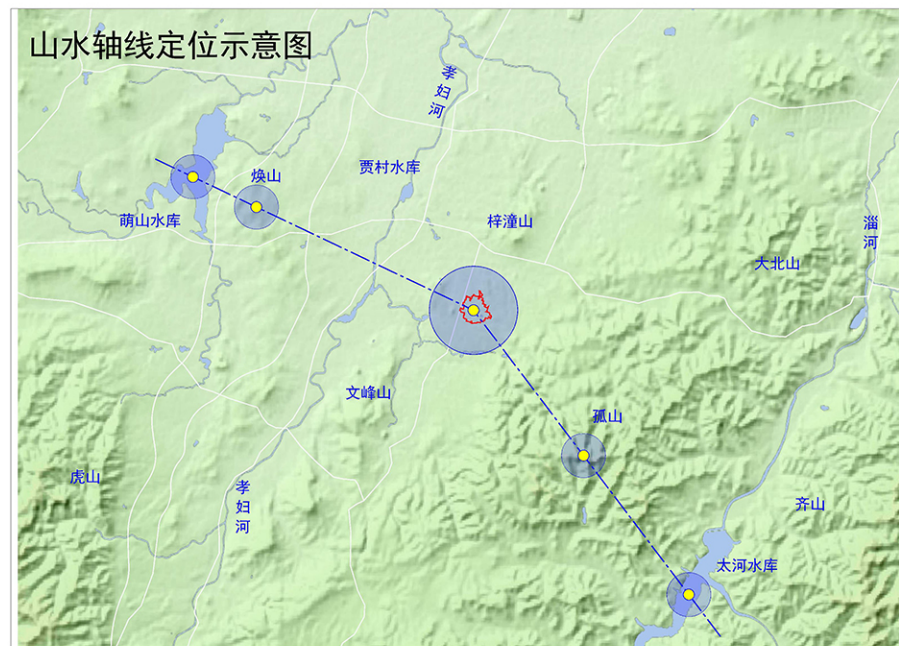 山水轴线定位示意图
孝妇河
贾村水库
焕山
萌山水库
梓潼山
淄河
大北山
文峰山
孤山
虎山
孝妇河
齐山
太河水库